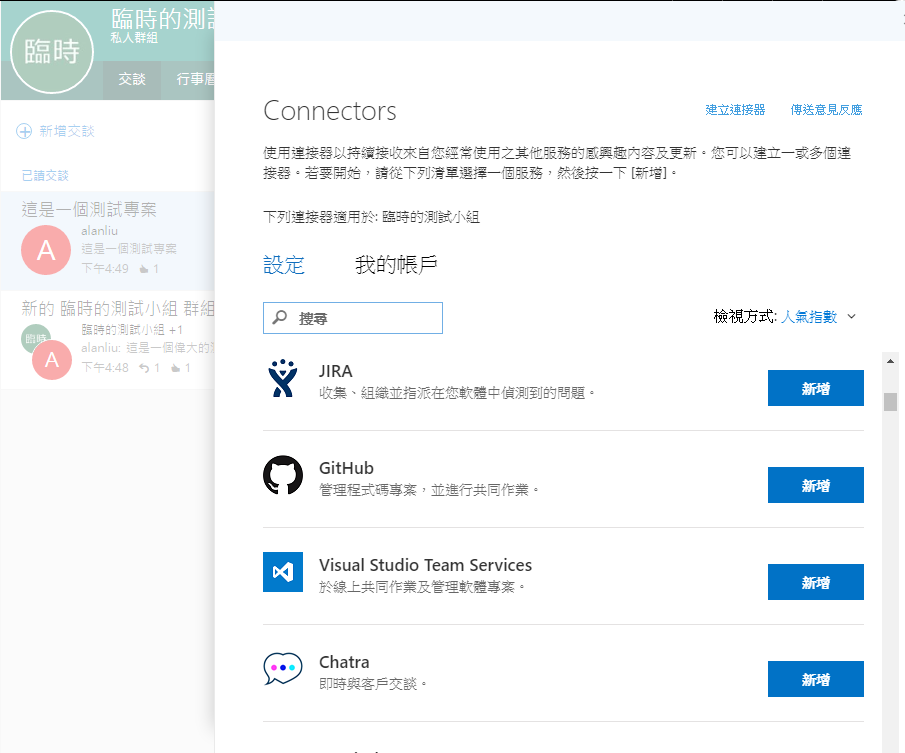 臨時
臨時的測
私人群組
交談
行事曆
新增交談
已讀交談
這是一個測試專案
A
alanliu
這是一個測試專案
下午4:49 1
新的 臨時的測試小組 群組
臨時
A
臨時的測試小組 +1
alanliu: 這是一個偉大的
下午4:48 1 1
Connectors
建立連接器
傳送意見反應
使用連接器以持續接收來自您經常使用之其他服務的感興趣內容及更新。您可以建立一或多個連
接器。若要開始，請從下列清單選擇一個服務，然後按一下 [新增]。
下列連接器適用於: 臨時的測試小組
設定
我的帳戶
搜尋
檢視方式: 人氣指數
JIRA
收集、組織並指派在您軟體中偵測到的問題。
新增
GitHub
管理程式碼專案，並進行共同作業。
新增
Visual Studio Team Services
於線上共同作業及管理軟體專案。
新增
Chatra
即時與客戶交談。
新增